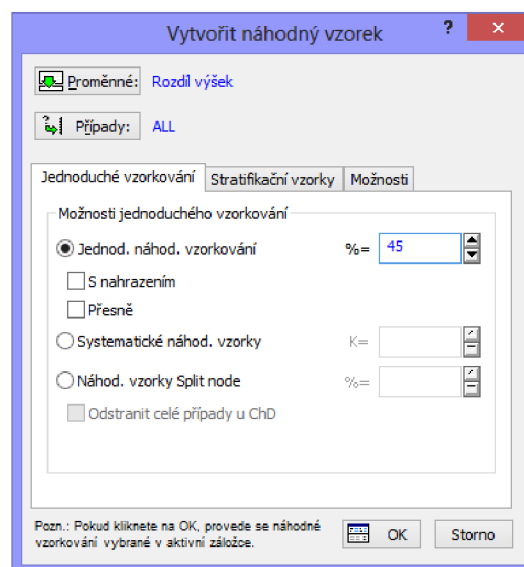 Vytvořit náhodný vzorek ? ×
Proměnné: Rozdíl výšek
Případy: ALL
Jednoduché vzorkování Stratifikační vzorky Možnosti
Možnosti jednoduchého vzorkování
Jednod. náhod. vzorkování %= 45
S nahrazením
Přesně
Systematické náhod. vzorky K=
Náhod. vzorky Split node %=
Odstranit celé případy u ChD
Pozn.: Pokud kliknete na OK, provede se náhodné
vzorkování vybrané v aktivní záložce.
OK Storno